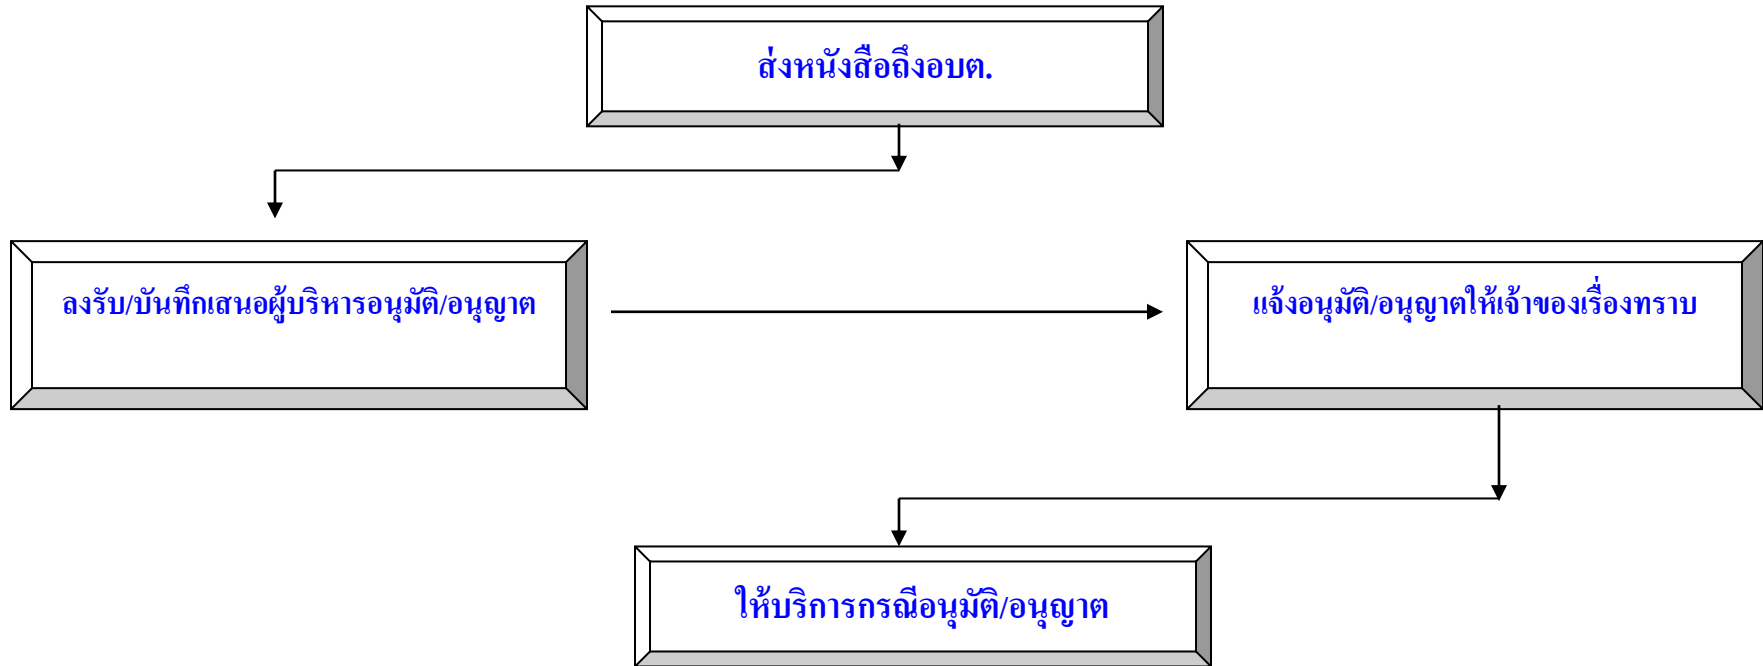 ส่งหนังสือถึงอบต.
ลงรับ/บันทึกเสนอผู้บริหารอนุมัติ/อนุญาต
แจ้งอนุมัติ/อนุญาตให้เจ้าของเรื่องทราบ
ให้บริการกรณีอนุมัติ/อนุญาต